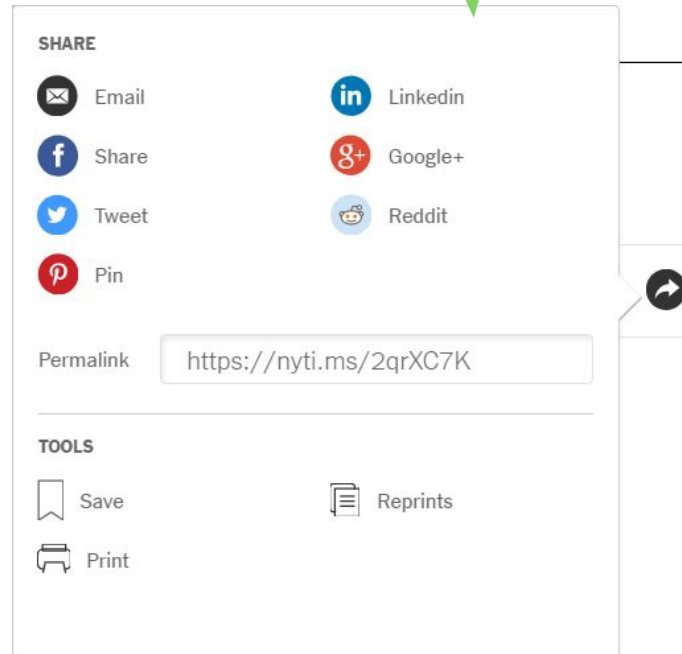 SHARE
Email
Linkedin
Share
Google+
Tweet
Reddit
Pin
Permalink https://nyti.ms/2qrXC7K
TOOLS
Save
Reprints
Print